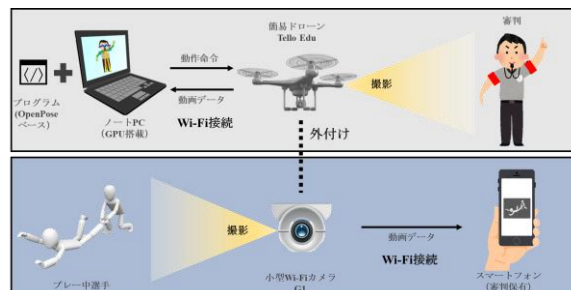 簡易ドローン
Tello Edu
審判
動作命令
撮影
動画データ
Wi-Fi接続
プログラム
(OpenPose
ベース)
ノートPC
(GPU搭載)
外付け
撮影
動画データ
Wi-Fi接続
プレー中選手
小型Wi-Fiカメラ
G1
スマートフォン
(審判保有)